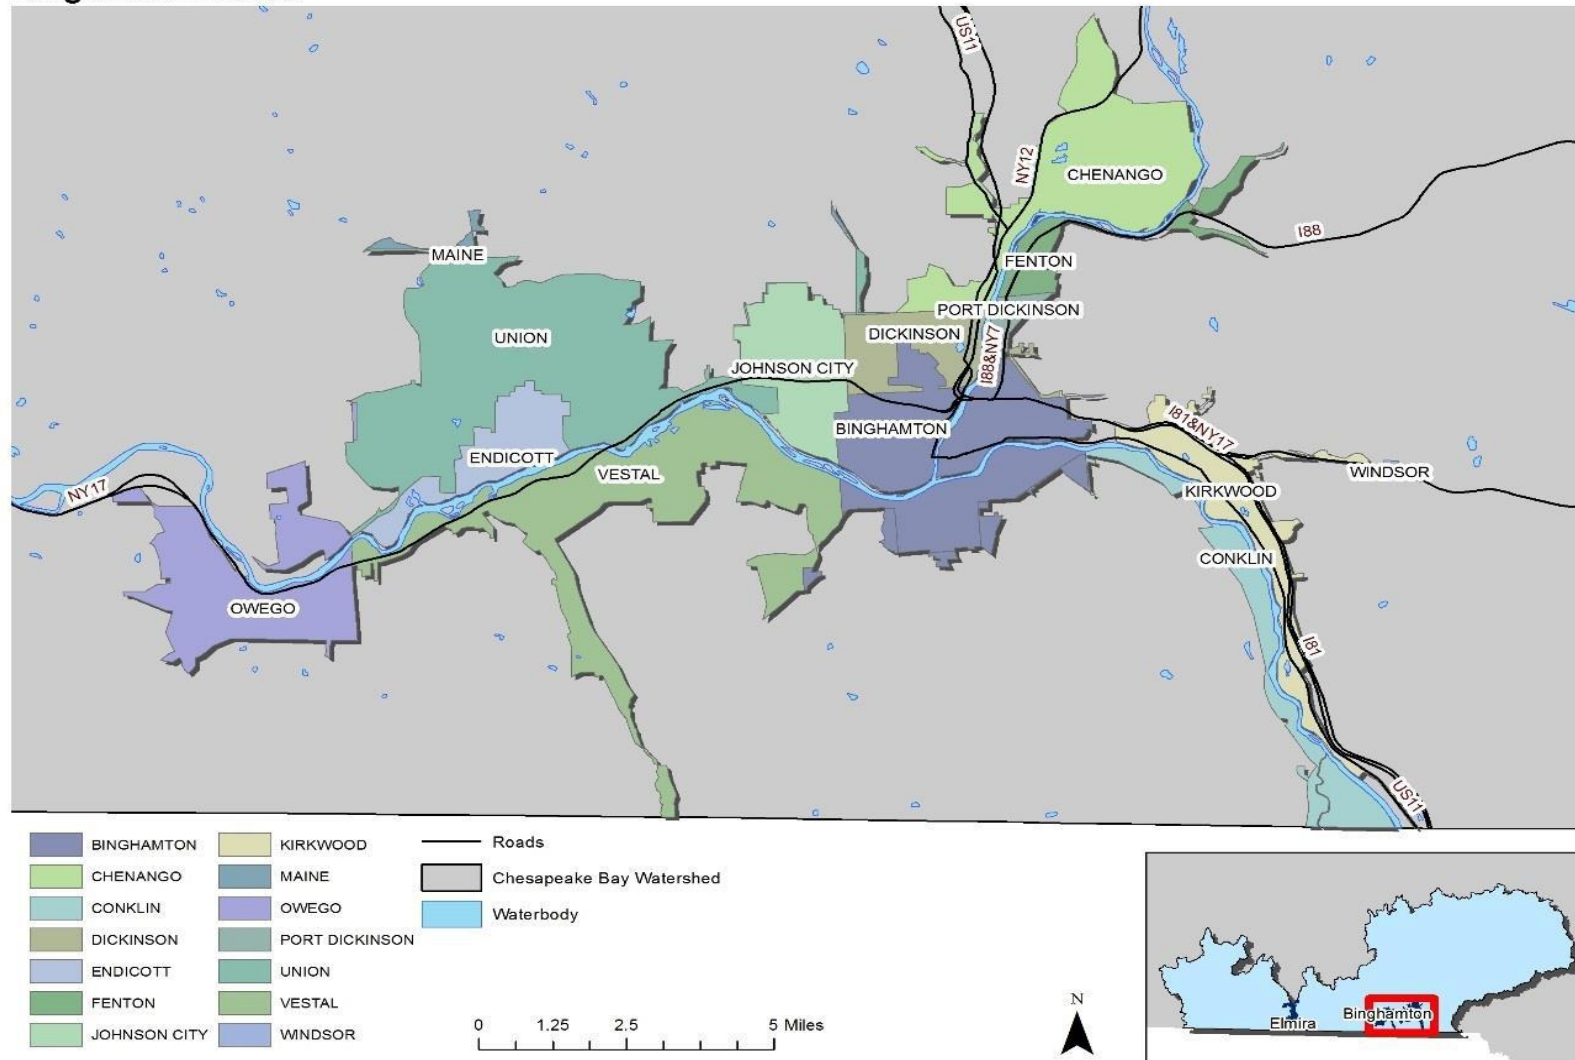 US11
NY12
CHENANGO
I88
MAINE
FENTON
PORT DICKINSON
UNION
DICKINSON
I88&NY7
JOHNSON CITY
I81&NY17
BINGHAMTON
ENDICOTT
VESTAL
WINDSOR
NY17
KIRKWOOD
CONKLIN
OWEGO
I81
US11
BINGHAMTON
CHENANGO
CONKLIN
DICKINSON
ENDICOTT
FENTON
JOHNSON CITY
KIRKWOOD
MAINE
OWEGO
PORT DICKINSON
UNION
VESTAL
WINDSOR
Roads
Chesapeake Bay Watershed
Waterbody
0 1.25 2.5 5 Miles
N
Elmira
Binghamton